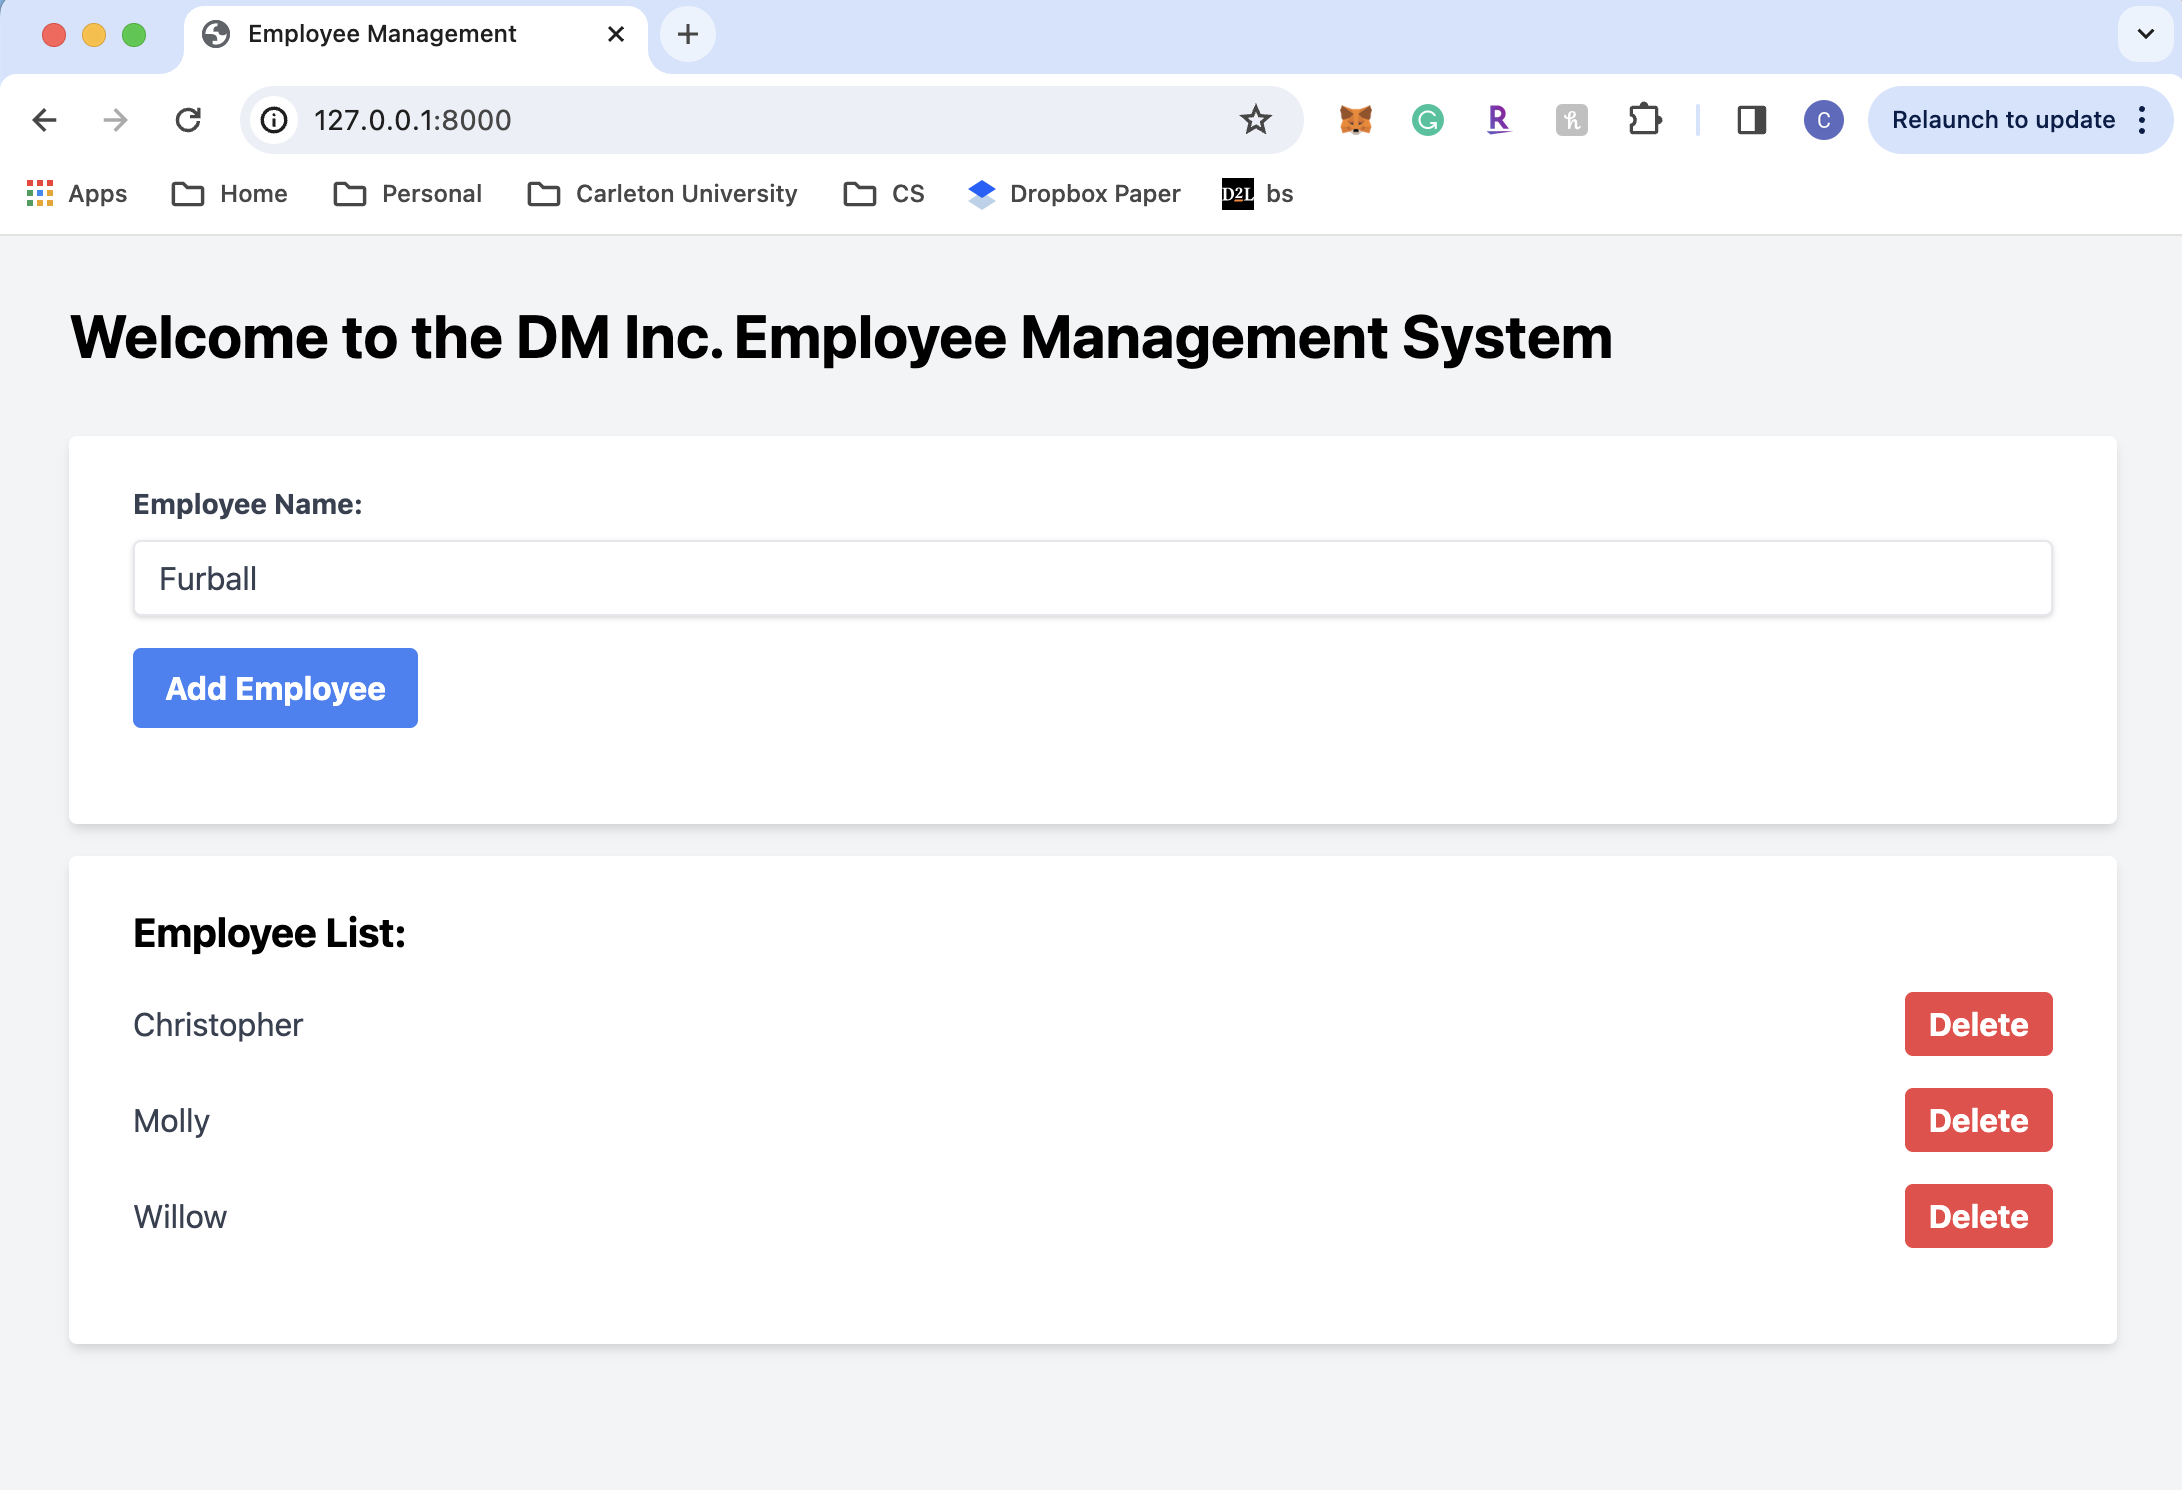 Employee Management
127.0.0.1:8000
R
h
C
Relaunch to update
Apps
Home
Personal
Carleton University
CS
Dropbox Paper
D2L
bs
Welcome to the DM Inc. Employee Management System
Employee Name:
Furball
Add Employee
Employee List:
Christopher
Delete
Molly
Delete
Willow
Delete